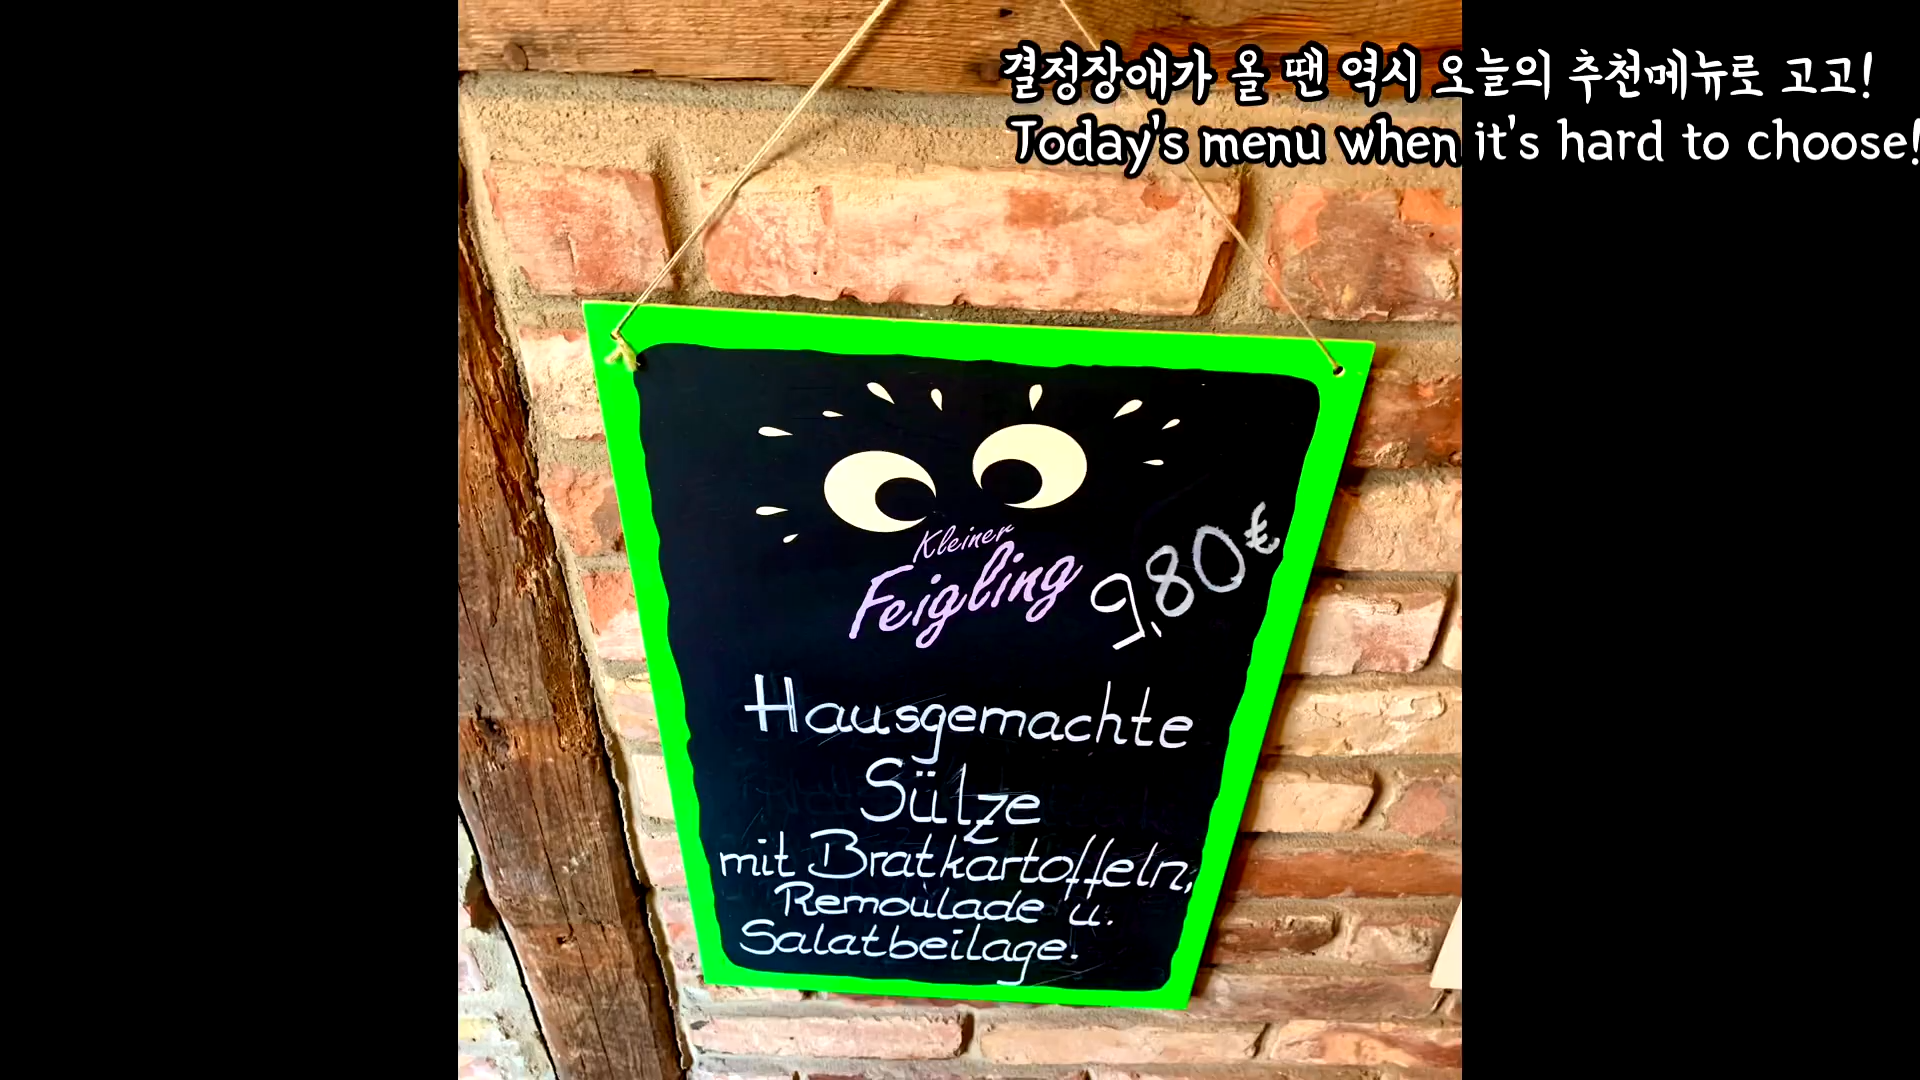 결정장애가 올 땐 역시 오늘의 추천메뉴로 고고!
Today's menu when it's hard to choose!
Kleiner
Feigling
9,80€
Hausgemachte
Sülze
mit Bratkartoffeln,
Remoulade u.
Salatbeilage.